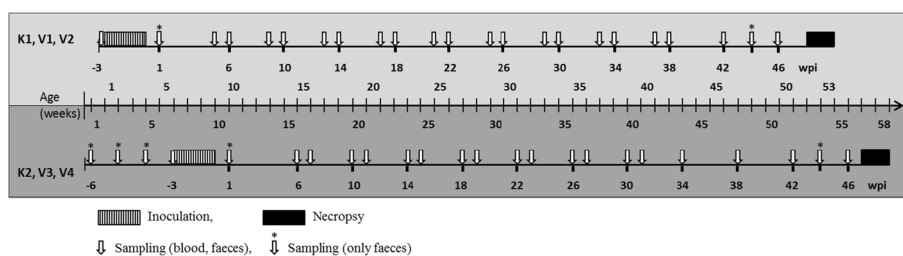 K1, V1, V2
* *
-3 1 6 10 14 18 22 26 30 34 38 42 46 wpi
1 5 10 15 20 25 30 35 40 45 50 53
Age
(weeks)
1 5 10 15 20 25 30 35 40 45 50 55 58
* * * * *
K2, V3, V4
-6 -3 1 6 10 14 18 22 26 30 34 38 42 46 wpi
Inoculation, Necropsy
*
Sampling (blood, faeces), Sampling (only faeces)